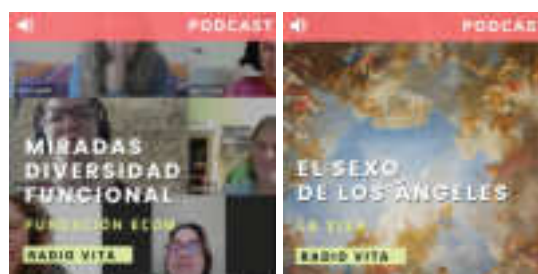 PODCAST
MIRADAS
DIVERSIDAD
FUNCIONAL
FUNDACIÓN ECOM
RADIO VITA
PODCAS
EL SEXO
DE LOS ÁNGELES
RADIO VITA